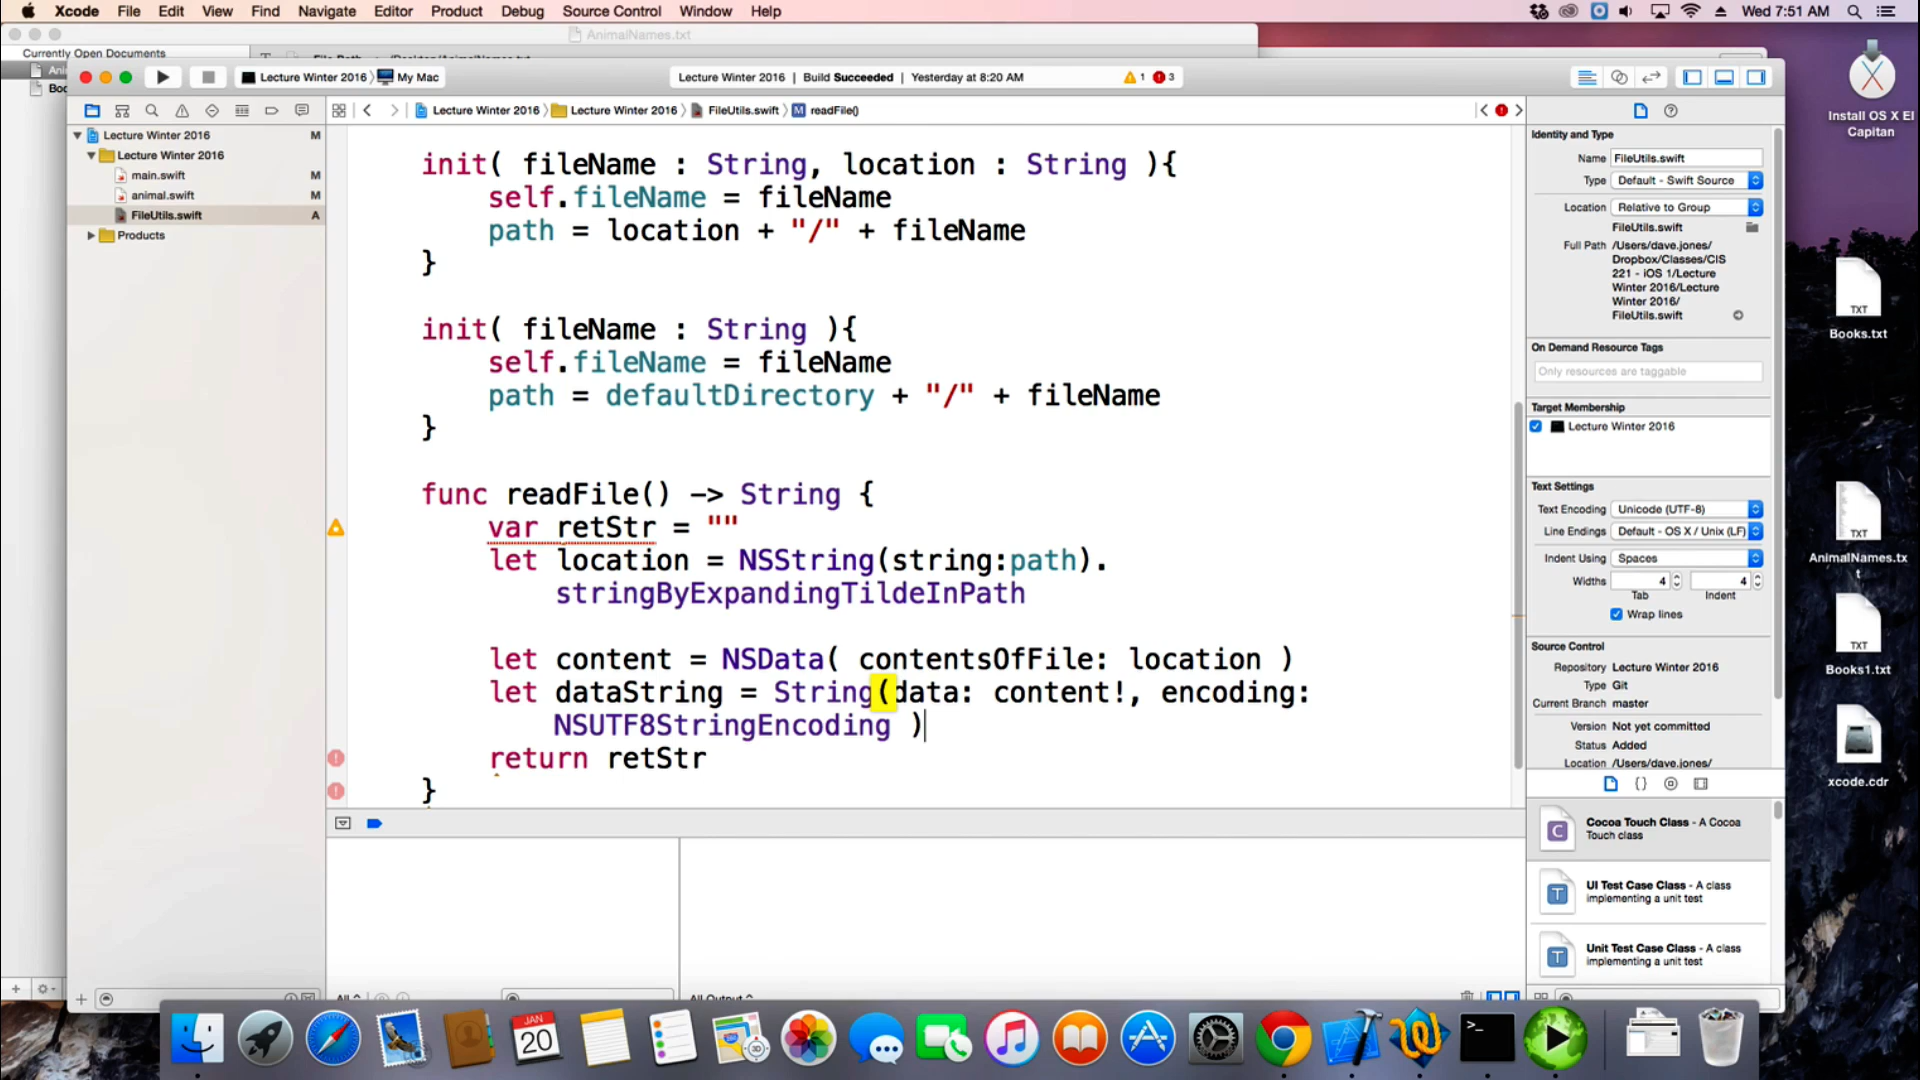 Xcode File Edit View Find Navigate Editor Product Debug Source Control Window Help Wed 7:51 AM
AnimalNames.txt
Currently Open Documents
Lecture Winter 2016 My Mac
Lecture Winter 2016 | Build Succeeded | Yesterday at 8:20 AM 1 3
Lecture Winter 2016 Lecture Winter 2016 FileUtils.swift M readFile()
Lecture Winter 2016 M
Lecture Winter 2016
main.swift M
animal.swift M
FileUtils.swift A
Products
init( fileName : String, location : String ){
self.fileName = fileName
path = location + "/" + fileName
}
init( fileName : String ){
self.fileName = fileName
path = defaultDirectory + "/" + fileName
}
func readFile() -> String {
var retStr = ""
let location = NSString(string:path).
stringByExpandingTildeInPath
let content = NSData( contentsOfFile: location )
let dataString = String(data: content!, encoding:
NSUTF8StringEncoding )
return retStr
}
Identity and Type
Name FileUtils.swift
Type Default - Swift Source
Location Relative to Group
FileUtils.swift
Full Path /Users/dave.jones/
Dropbox/Classes/CIS
221 - iOS 1/Lecture
Winter 2016/Lecture
Winter 2016/
FileUtils.swift
On Demand Resource Tags
Only resources are taggable
Target Membership
Lecture Winter 2016
Text Settings
Text Encoding Unicode (UTF-8)
Line Endings Default - OS X / Unix (LF)
Indent Using Spaces
Widths 4 4
Tab Indent
Wrap lines
Source Control
Repository Lecture Winter 2016
Type Git
Current Branch master
Version Not yet committed
Status Added
Location /Users/dave.jones/
{}
C Cocoa Touch Class - A Cocoa
Touch class
T UI Test Case Class - A class
implementing a unit test
T Unit Test Case Class - A class
implementing a unit test
Install OS X El
Capitan
TXT
Books.txt
TXT
AnimalNames.tx
t
TXT
Books1.txt
xcode.cdr
JAN
20
3D